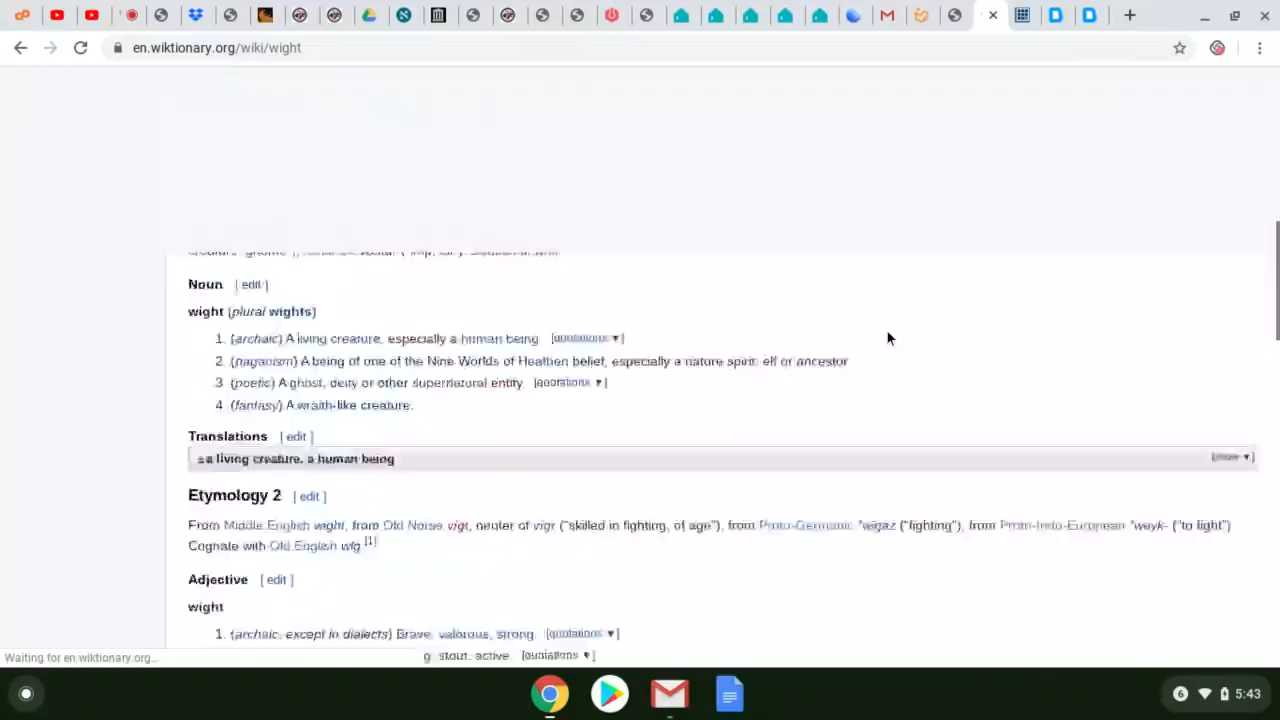 en.wiktionary.org/wiki/wight
Noun [ edit ]
wight (plural wights)
1. (archaic) A living creature, especially a human being. [quotations ▼]
2. (paganism) A being of one of the Nine Worlds of Heathen belief, especially a nature spirit, elf or ancestor
3. (poetic) A ghost, deity or other supernatural entity. [quotations ▼]
4. (fantasy) A wraith-like creature.
Translations [ edit ]
a living creature, a human being [more ▼]
Etymology 2 [ edit ]
From Middle English wight, from Old Norse vígt, neuter of vígr ("skilled in fighting, of age"), from Proto-Germanic *wīgaz ("fighting"), from Proto-Indo-European *weyk- ("to fight")
Cognate with Old English wīg.[1]
Adjective [ edit ]
wight
1. (archaic, except in dialects) Brave, valorous, strong. [quotations ▼]
stout, active. [quotations ▼]
Waiting for en.wiktionary.org...
6 5:43